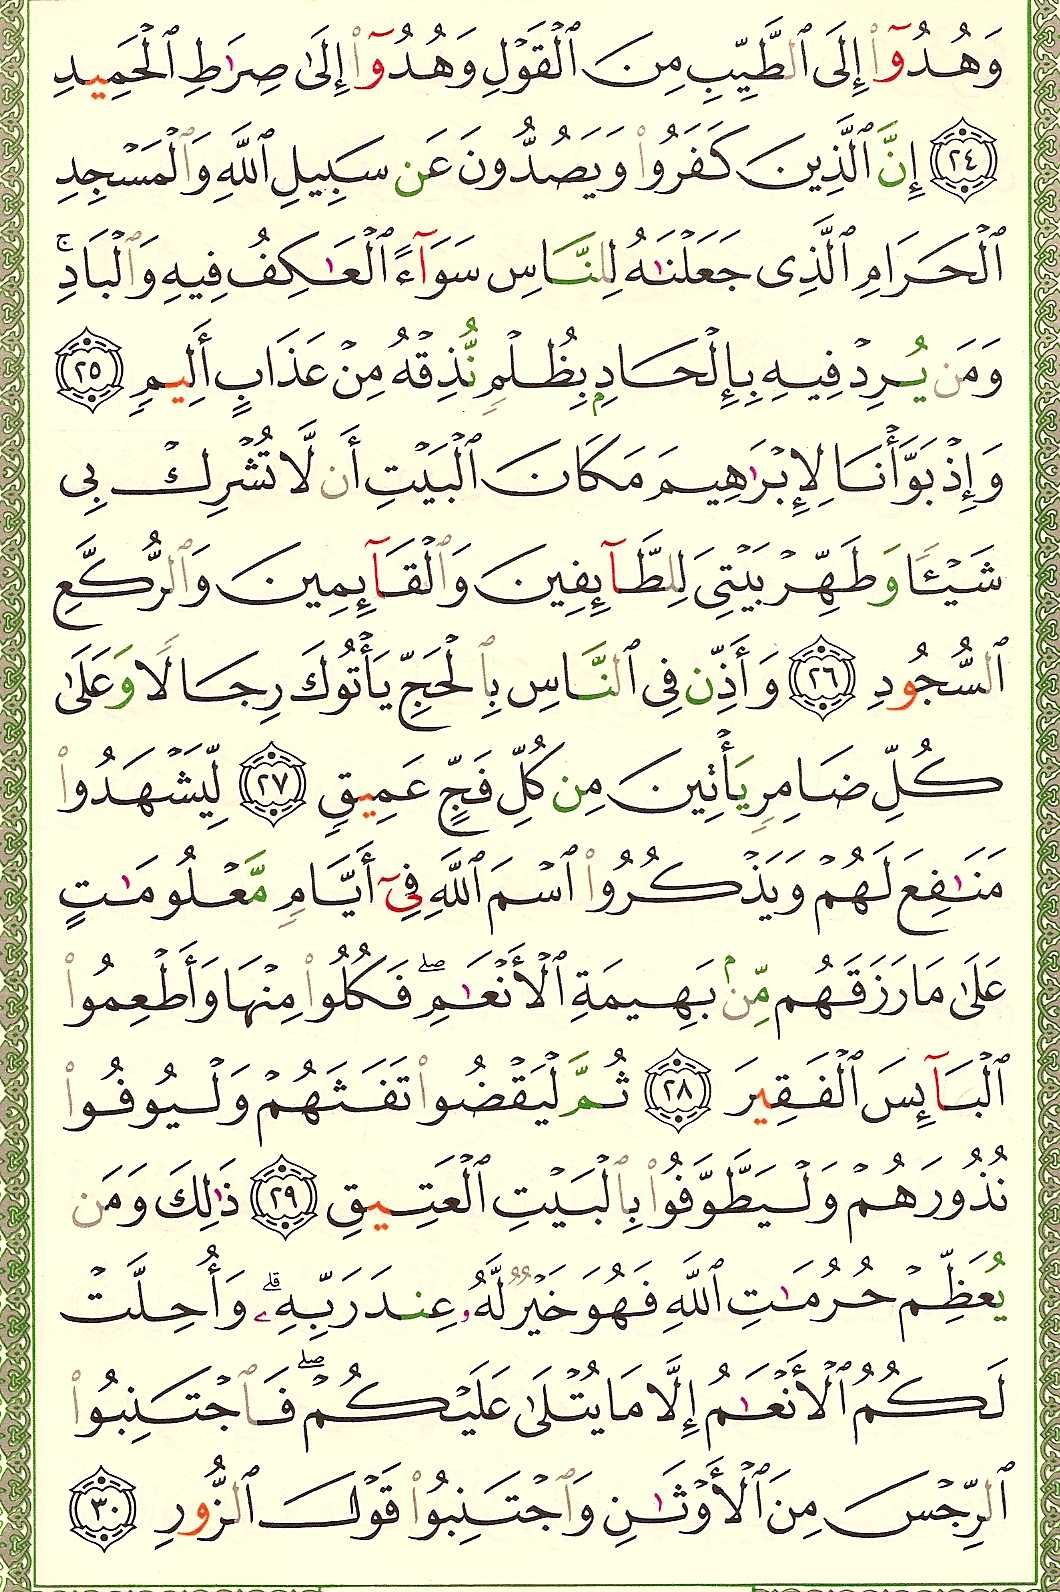 وَهُدُوٓا۟ إِلَى ٱلطَّيِّبِ مِنَ ٱلْقَوْلِ وَهُدُوٓا۟ إِلَىٰ صِرَٰطِ ٱلْحَمِيدِ
٢٤ إِنَّ ٱلَّذِينَ كَفَرُوا۟ وَيَصُدُّونَ عَن سَبِيلِ ٱللَّهِ وَٱلْمَسْجِدِ
ٱلْحَرَامِ ٱلَّذِى جَعَلْنَٰهُ لِلنَّاسِ سَوَآءً ٱلْعَٰكِفُ فِيهِ وَٱلْبَادِ ۚ
وَمَن يُرِدْ فِيهِ بِإِلْحَادٍۭ بِظُلْمٍ نُّذِقْهُ مِنْ عَذَابٍ أَلِيمٍ ٢٥
وَإِذْ بَوَّأْنَا لِإِبْرَٰهِيمَ مَكَانَ ٱلْبَيْتِ أَن لَّا تُشْرِكْ بِى
شَيْـًٔا وَطَهِّرْ بَيْتِىَ لِلطَّآئِفِينَ وَٱلْقَآئِمِينَ وَٱلرُّكَّعِ
ٱلسُّجُودِ ٢٦ وَأَذِّن فِى ٱلنَّاسِ بِٱلْحَجِّ يَأْتُوكَ رِجَالًا وَعَلَىٰ
كُلِّ ضَامِرٍ يَأْتِينَ مِن كُلِّ فَجٍّ عَمِيقٍ ٢٧ لِّيَشْهَدُوا۟
مَنَٰفِعَ لَهُمْ وَيَذْكُرُوا۟ ٱسْمَ ٱللَّهِ فِىٓ أَيَّامٍ مَّعْلُومَٰتٍ
عَلَىٰ مَا رَزَقَهُم مِّنۢ بَهِيمَةِ ٱلْأَنْعَٰمِ ۖ فَكُلُوا۟ مِنْهَا وَأَطْعِمُوا۟
ٱلْبَآئِسَ ٱلْفَقِيرَ ٢٨ ثُمَّ لْيَقْضُوا۟ تَفَثَهُمْ وَلْيُوفُوا۟
نُذُورَهُمْ وَلْيَطَّوَّفُوا۟ بِٱلْبَيْتِ ٱلْعَتِيقِ ٢٩ ذَٰلِكَ وَمَن
يُعَظِّمْ حُرُمَٰتِ ٱللَّهِ فَهُوَ خَيْرٌ لَّهُۥ عِندَ رَبِّهِۦ ۗ وَأُحِلَّتْ
لَكُمُ ٱلْأَنْعَٰمُ إِلَّا مَا يُتْلَىٰ عَلَيْكُمْ ۖ فَٱجْتَنِبُوا۟
ٱلرِّجْسَ مِنَ ٱلْأَوْثَٰنِ وَٱجْتَنِبُوا۟ قَوْلَ ٱلزُّورِ ٣٠